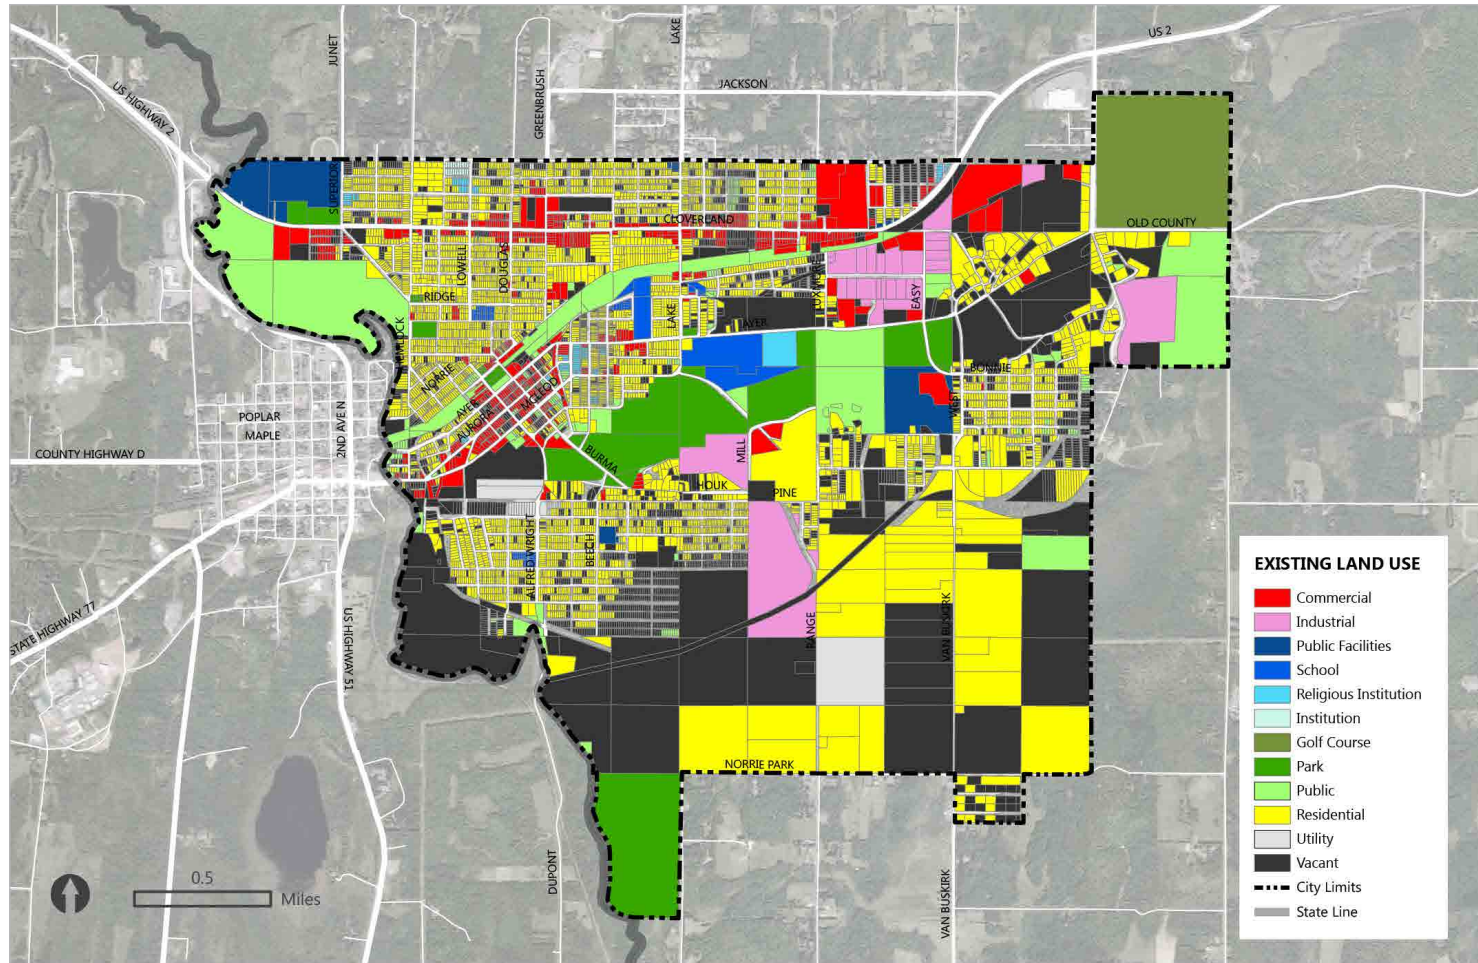 LAKE
US 2
JUNET
GREENBRUSH
JACKSON
US HIGHWAY 2
SUPERIOR
CLOVERLAND
OLD COUNTY
LOWELL
DOUGLAS
LUXMORE
EASY
RIDGE
LAKE
AYER
HEMLOCK
NORRIE
BONNIE
MCLEOD
AYER
AURORA
WEST
POPLAR
MAPLE
2ND AVE N
COUNTY HIGHWAY D
BURMA
MILL
HOUK
PINE
ALFRED WRIGHT
BEECH
STATE HIGHWAY 77
US HIGHWAY 51
RANGE
VAN BUSKIRK
NORRIE PARK
DUPONT
VAN BUSKIRK
0.5
Miles
EXISTING LAND USE
Commercial
Industrial
Public Facilities
School
Religious Institution
Institution
Golf Course
Park
Public
Residential
Utility
Vacant
City Limits
State Line